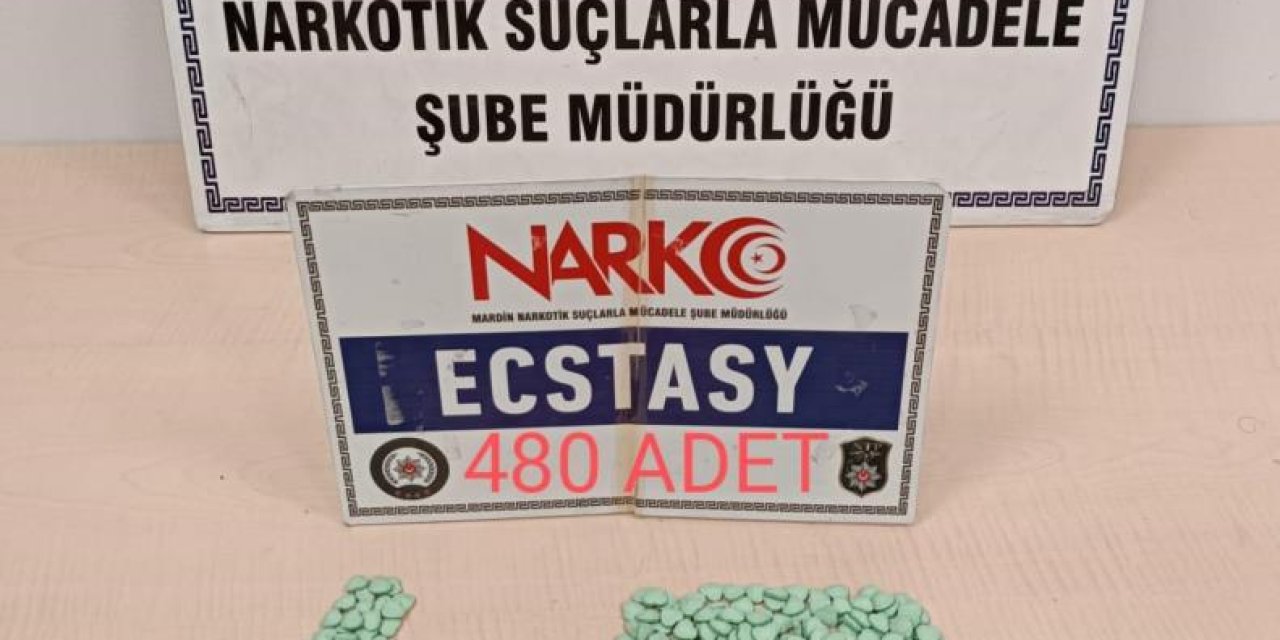 NARKOTİK SUÇLARLA MÜCADELE
ŞUBE MÜDÜRLÜĞÜ
NARKO
MARDİN NARKOTİK SUÇLARLA MÜCADELE ŞUBE MÜDÜRLÜĞÜ
ECSTASY
480 ADET